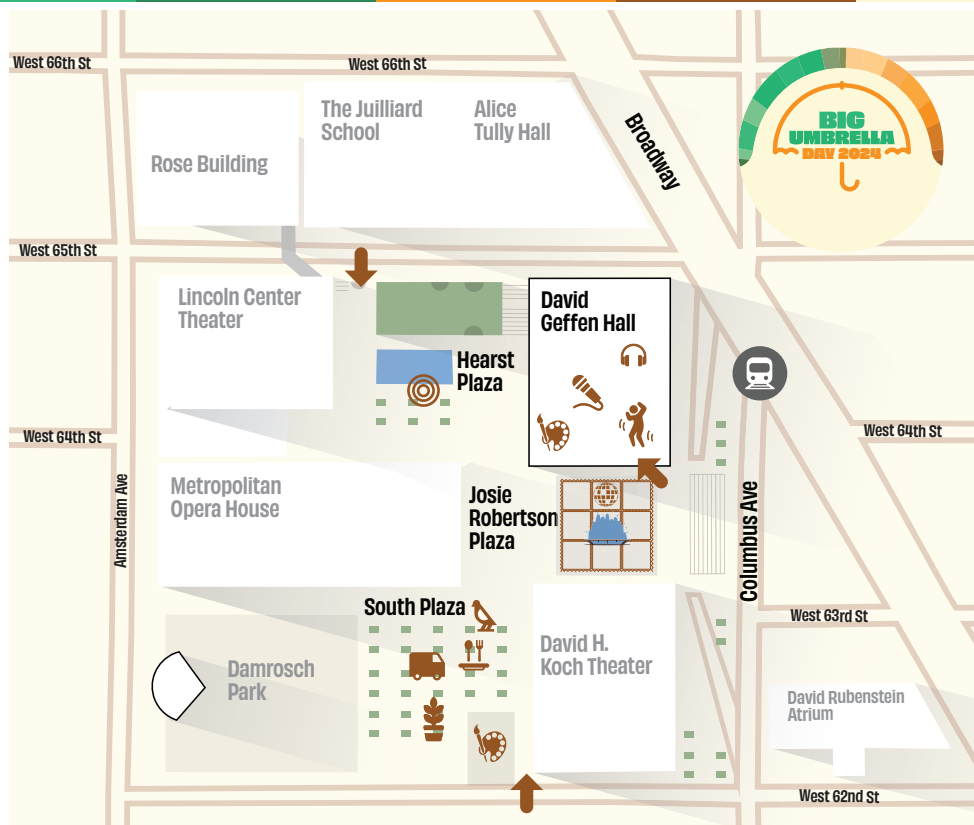 West 66th St
West 66th St
The Juilliard
School
Alice
Tully Hall
Rose Building
Broadway
BIG
UMBRELLA
DAY 2024
West 65th St
Lincoln Center
Theater
David
Geffen Hall
Hearst
Plaza
West 64th St
West 64th St
Metropolitan
Opera House
Amsterdam Ave
Josie
Robertson
Plaza
Columbus Ave
South Plaza
West 63rd St
David H.
Koch Theater
Damrosch
Park
David Rubenstein
Atrium
West 62nd St